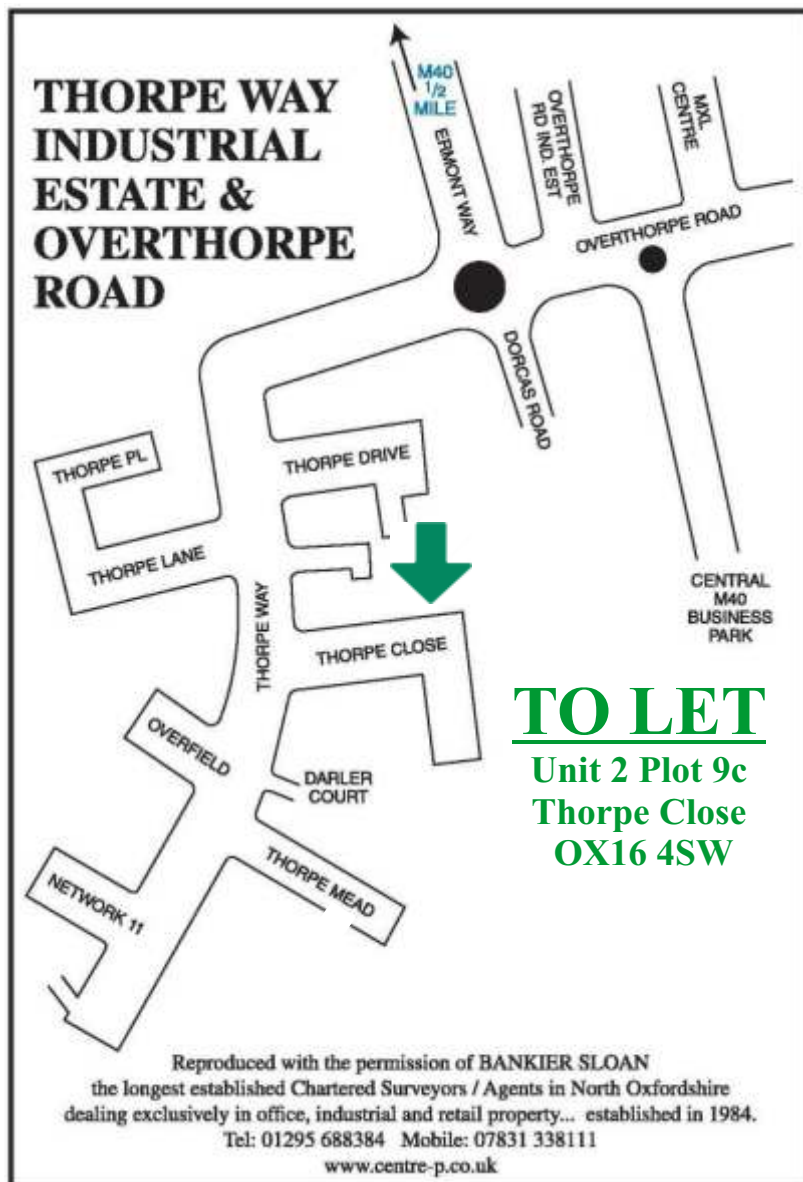 THORPE WAY
INDUSTRIAL
ESTATE &
OVERTHORPE
ROAD
M40
1/2
MILE
ERMONT WAY
OVERTHORPE
RD IND. EST
MXL
CENTRE
OVERTHORPE ROAD
DORCAS ROAD
THORPE PL
THORPE DRIVE
THORPE LANE
THORPE WAY
THORPE CLOSE
CENTRAL
M40
BUSINESS
PARK
OVERFIELD
DARLER
COURT
THORPE MEAD
NETWORK 11
TO LET
Unit 2 Plot 9c
Thorpe Close
OX16 4SW
Reproduced with the permission of BANKIER SLOAN
the longest established Chartered Surveyors / Agents in North Oxfordshire
dealing exclusively in office, industrial and retail property... established in 1984.
Tel: 01295 688384 Mobile: 07831 338111
www.centre-p.co.uk